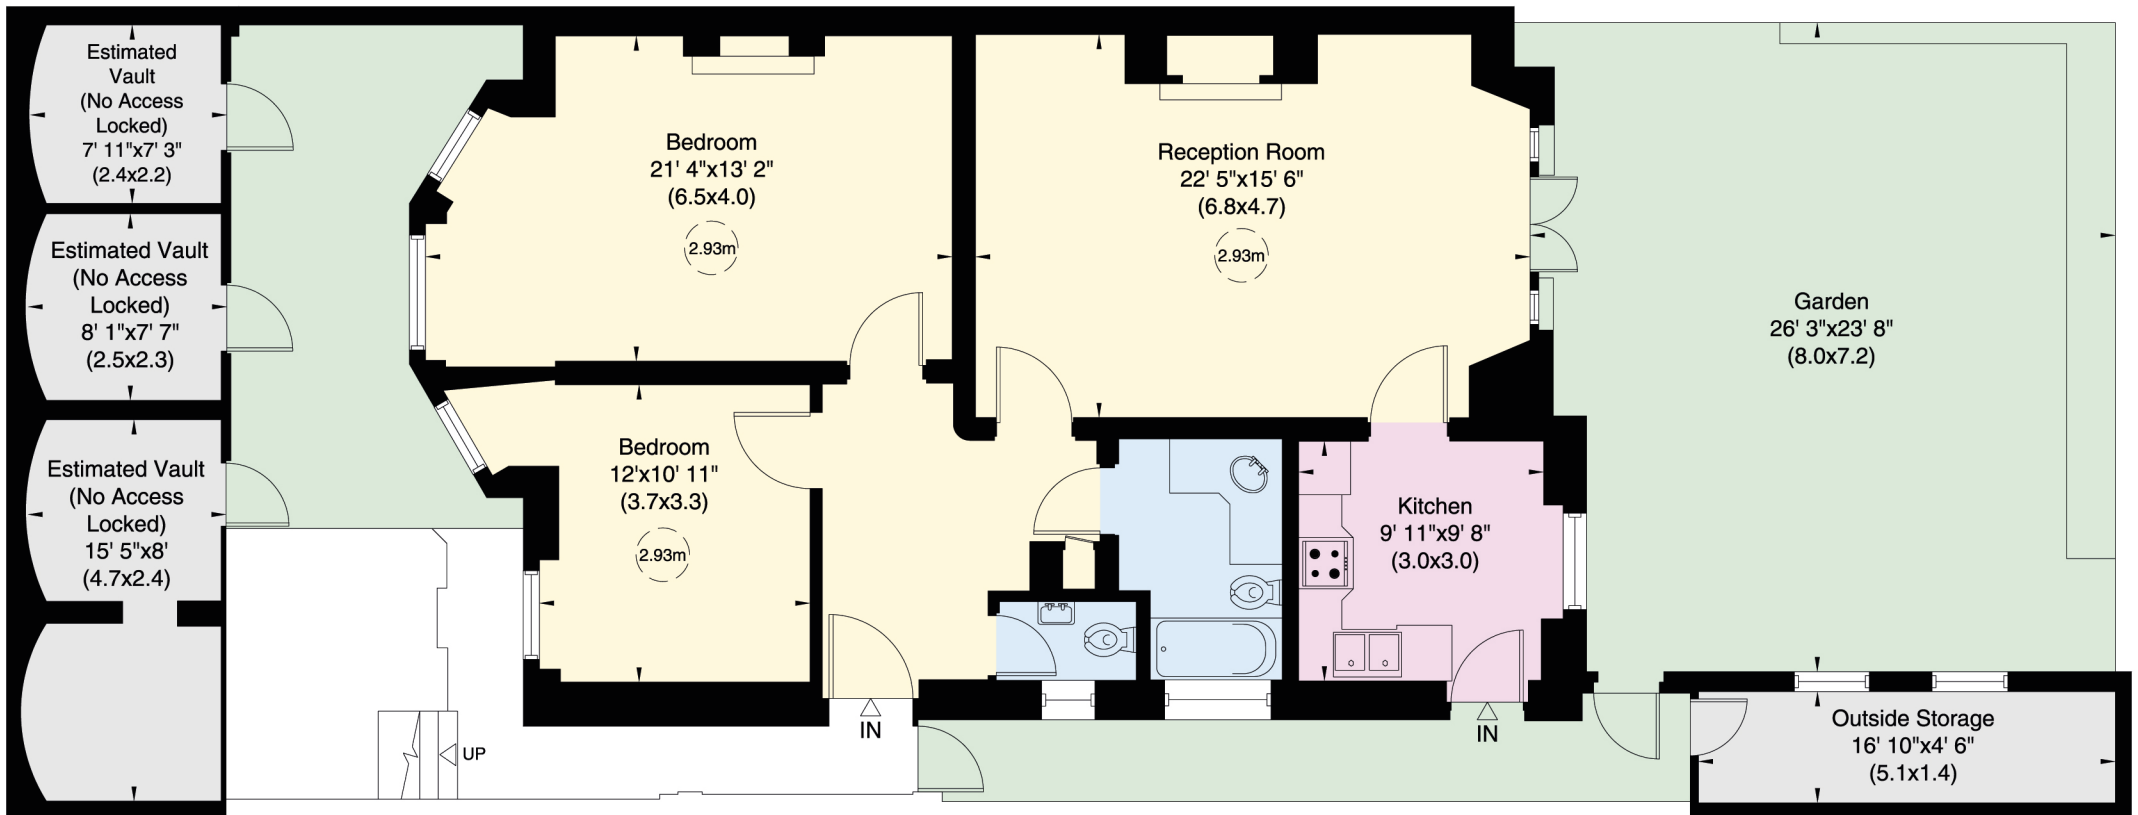 Estimated
Vault
(No Access
Locked)
7' 11"x7' 3"
(2.4x2.2)
Estimated Vault
(No Access
Locked)
8' 1"x7' 7"
(2.5x2.3)
Estimated Vault
(No Access
Locked)
15' 5"x8'
(4.7x2.4)
Bedroom
21' 4"x13' 2"
(6.5x4.0)
2.93m
Bedroom
12'x10' 11"
(3.7x3.3)
2.93m
Reception Room
22' 5"x15' 6"
(6.8x4.7)
2.93m
Kitchen
9' 11"x9' 8"
(3.0x3.0)
Garden
26' 3"x23' 8"
(8.0x7.2)
Outside Storage
16' 10"x4' 6"
(5.1x1.4)
UP
IN
IN